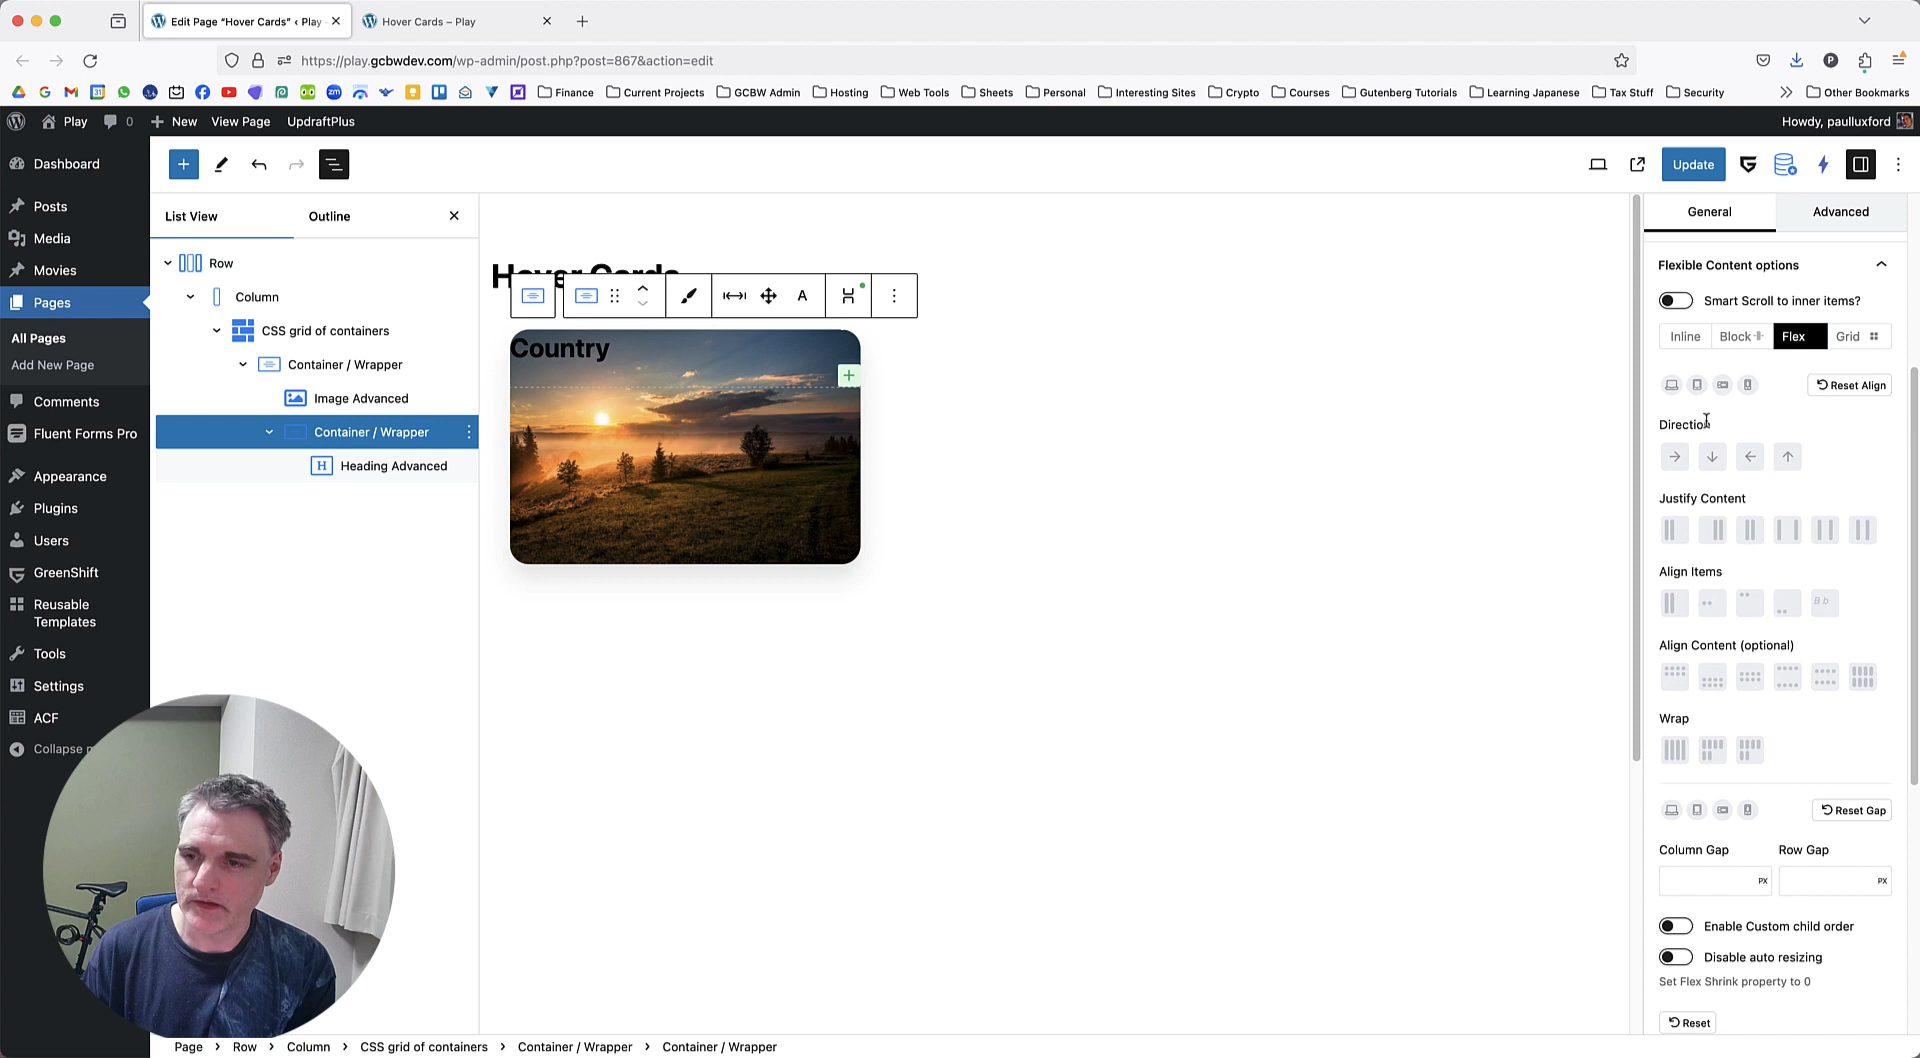 Edit Page “Hover Cards” ‹ Play
Hover Cards – Play
https://play.gcbwdev.com/wp-admin/post.php?post=867&action=edit
Finance
Current Projects
GCBW Admin
Hosting
Web Tools
Sheets
Personal
Interesting Sites
Crypto
Courses
Gutenberg Tutorials
Learning Japanese
Tax Stuff
Security
Other Bookmarks
Play
0
New
View Page
UpdraftPlus
Howdy, paulluxford
Dashboard
Posts
Media
Movies
Pages
All Pages
Add New Page
Comments
Fluent Forms Pro
Appearance
Plugins
Users
GreenShift
Reusable
Templates
Tools
Settings
ACF
Collapse
Update
List View
Outline
Row
Column
CSS grid of containers
Container / Wrapper
Image Advanced
Container / Wrapper
Heading Advanced
Hover Cards
Country
General
Advanced
Flexible Content options
Smart Scroll to inner items?
Inline
Block
Flex
Grid
Reset Align
Direction
Justify Content
Align Items
Align Content (optional)
Wrap
Reset Gap
Column Gap
Row Gap
PX
PX
Enable Custom child order
Disable auto resizing
Set Flex Shrink property to 0
Reset
Page
Row
Column
CSS grid of containers
Container / Wrapper
Container / Wrapper